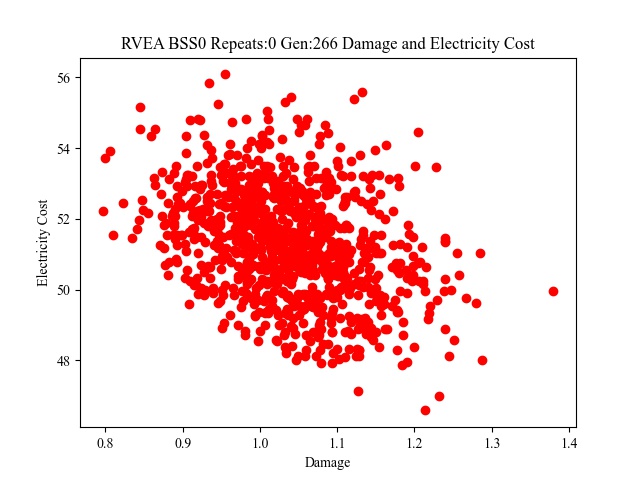 RVEA BSS0 Repeats:0 Gen:266 Damage and Electricity Cost
56
54
52
50
48
Electricity Cost
0.8 0.9 1.0 1.1 1.2 1.3 1.4
Damage